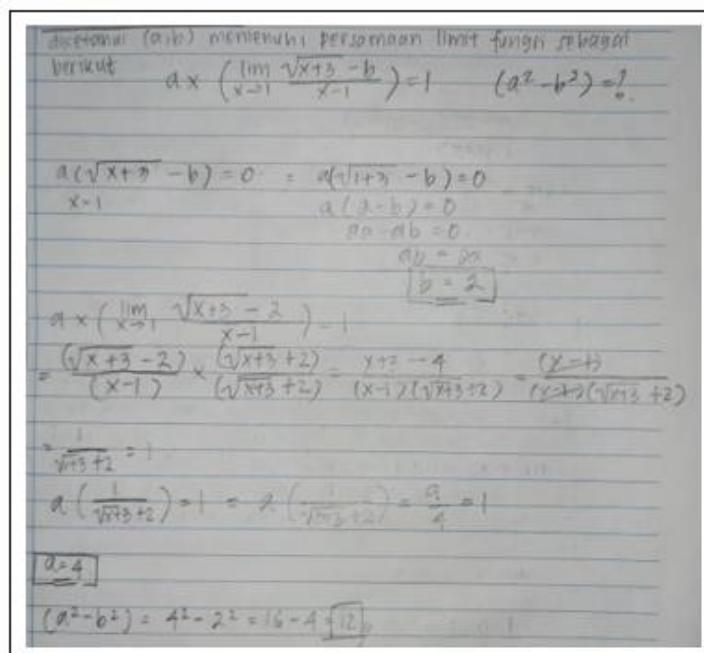 diketahui (a,b) memenuhi persamaan limit fungsi sebagai
berikut a × (lim x→1 √x+3 - b / x-1) = 1 (a² - b²) = ?
a(√x+3 - b) = 0 = a(√1+3 - b) = 0
x-1
a(2-b) = 0
2a - ab = 0
ab = 2a
b = 2
a × (lim x→1 √x+3 - 2 / x-1) = 1
= (√x+3 - 2) / (x-1) × (√x+3 + 2) / (√x+3 + 2) = x+3 - 4 / (x-1)(√x+3 + 2) = (x-1) / (x-1)(√x+3 + 2)
= 1 / √x+3 + 2 = 1
a (1 / √x+3 + 2) = 1 = a (1 / √x+3 + 2) = a/4 = 1
a = 4
(a² - b²) = 4² - 2² = 16 - 4 = 12